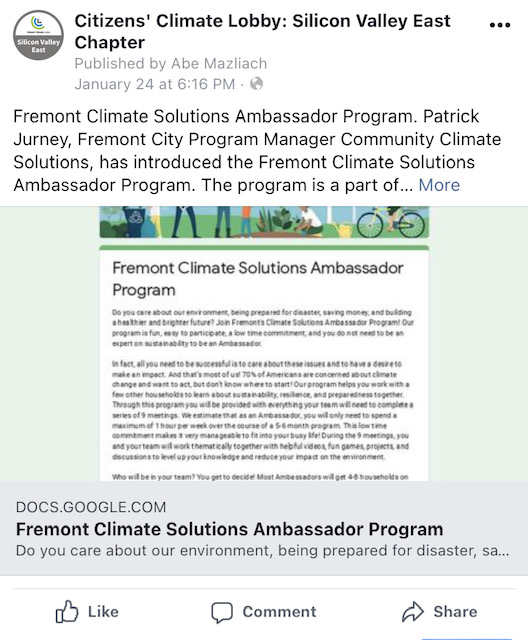 Citizens' Climate Lobby: Silicon Valley East
Chapter
Silicon Valley
East
Published by Abe Mazliach
January 24 at 6:16 PM ·
Fremont Climate Solutions Ambassador Program. Patrick
Jurney, Fremont City Program Manager Community Climate
Solutions, has introduced the Fremont Climate Solutions
Ambassador Program. The program is a part of... More
Fremont Climate Solutions Ambassador
Program
Do you care about our environment, being prepared for disaster, saving money, and building
a healthier and brighter future? Join Fremont's Climate Solutions Ambassador Program! Our
program is fun, easy to participate, a low time commitment, and you do not need to be an
expert on sustainability to be an Ambassador.
In fact, all you need to be successful is to care about these issues and to have a desire to
make an impact. And that's most of us! 70% of Americans are concerned about climate
change and want to act, but don't know where to start! Our program helps you work with a
few other households to learn about sustainability, resilience, and preparedness together.
Through this program you will be provided with everything your team will need to complete a
series of 9 meetings. We estimate that as an Ambassador, you will only need to spend a
maximum of 1 hour per week over the course of a 5-6 month program. This low time
commitment makes it very manageable to fit into your busy life! During the 9 meetings, you
and your team will work thematically together with helpful videos, fun games, projects, and
discussions to level up your knowledge and reduce your impact on the environment.
Who will be in your team? You get to decide! Most Ambassadors will get 4-8 households on
DOCS.GOOGLE.COM
Fremont Climate Solutions Ambassador Program
Do you care about our environment, being prepared for disaster, sa...
Like
Comment
Share